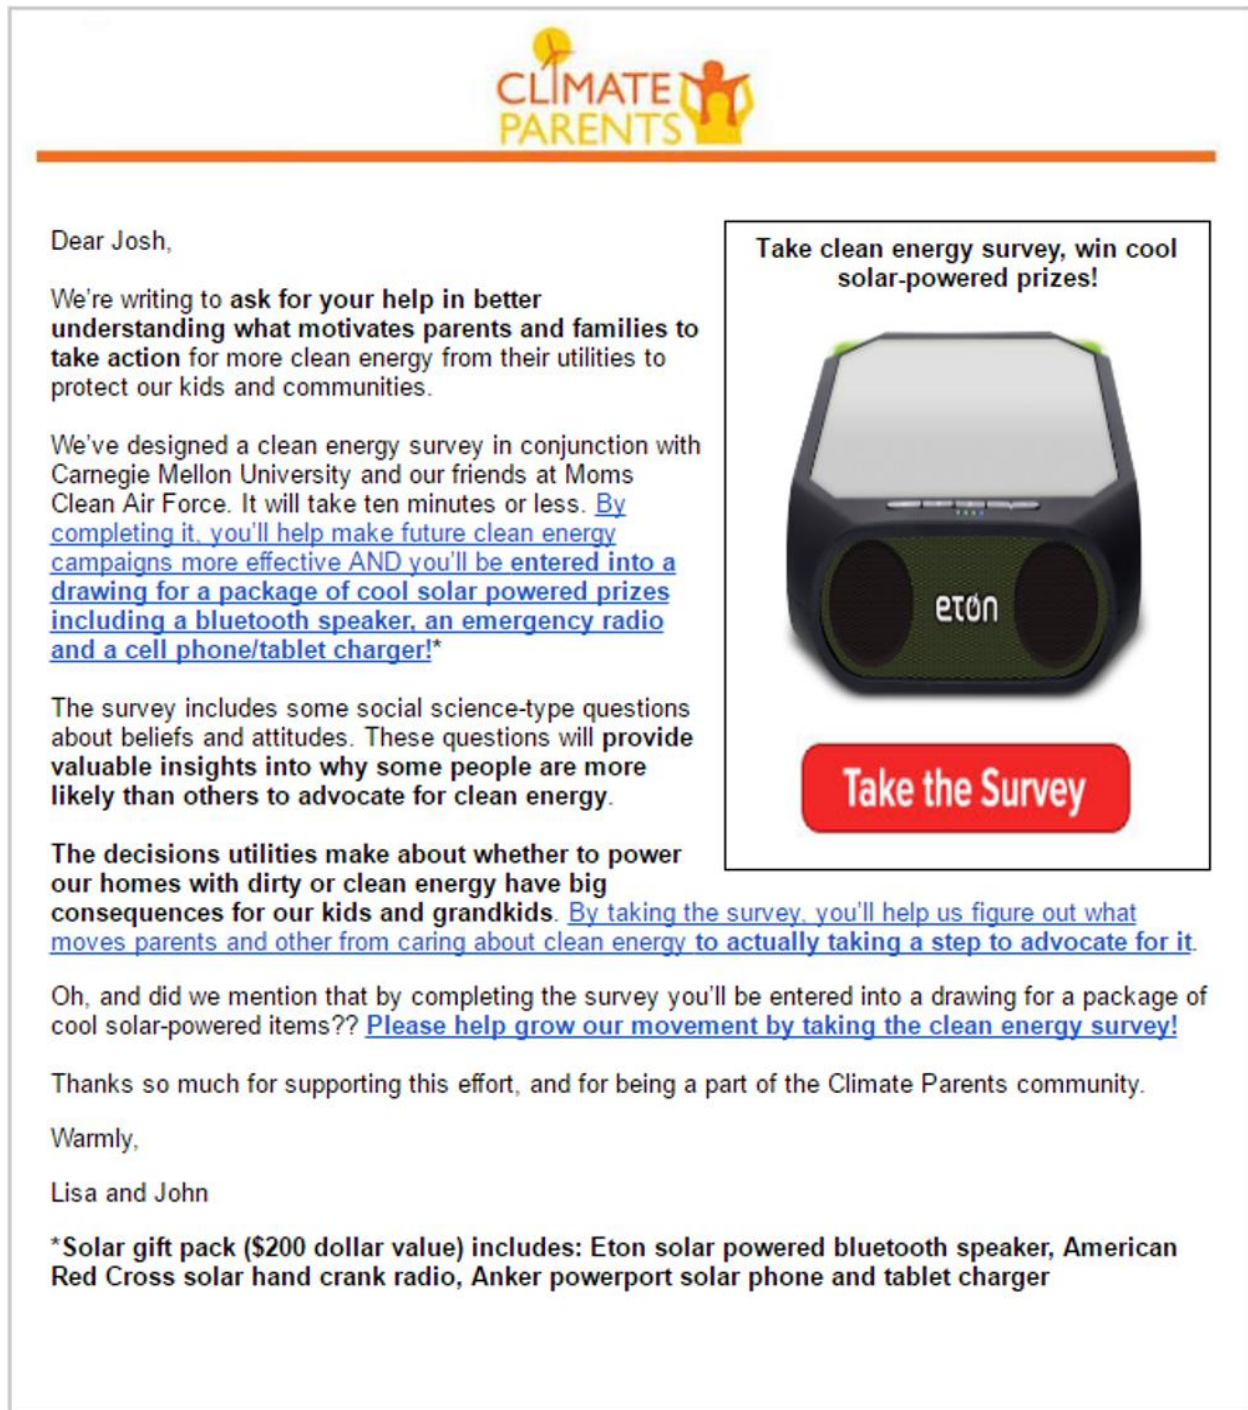 CLIMATE
PARENTS
Dear Josh,
We're writing to ask for your help in better
understanding what motivates parents and families to
take action for more clean energy from their utilities to
protect our kids and communities.
We've designed a clean energy survey in conjunction with
Carnegie Mellon University and our friends at Moms
Clean Air Force. It will take ten minutes or less. By
completing it, you'll help make future clean energy
campaigns more effective AND you'll be entered into a
drawing for a package of cool solar powered prizes
including a bluetooth speaker, an emergency radio
and a cell phone/tablet charger!*
The survey includes some social science-type questions
about beliefs and attitudes. These questions will provide
valuable insights into why some people are more
likely than others to advocate for clean energy.
Take clean energy survey, win cool
solar-powered prizes!
etón
Take the Survey
The decisions utilities make about whether to power
our homes with dirty or clean energy have big
consequences for our kids and grandkids. By taking the survey, you'll help us figure out what
moves parents and other from caring about clean energy to actually taking a step to advocate for it.
Oh, and did we mention that by completing the survey you'll be entered into a drawing for a package of
cool solar-powered items?? Please help grow our movement by taking the clean energy survey!
Thanks so much for supporting this effort, and for being a part of the Climate Parents community.
Warmly,
Lisa and John
*Solar gift pack ($200 dollar value) includes: Eton solar powered bluetooth speaker, American
Red Cross solar hand crank radio, Anker powerport solar phone and tablet charger